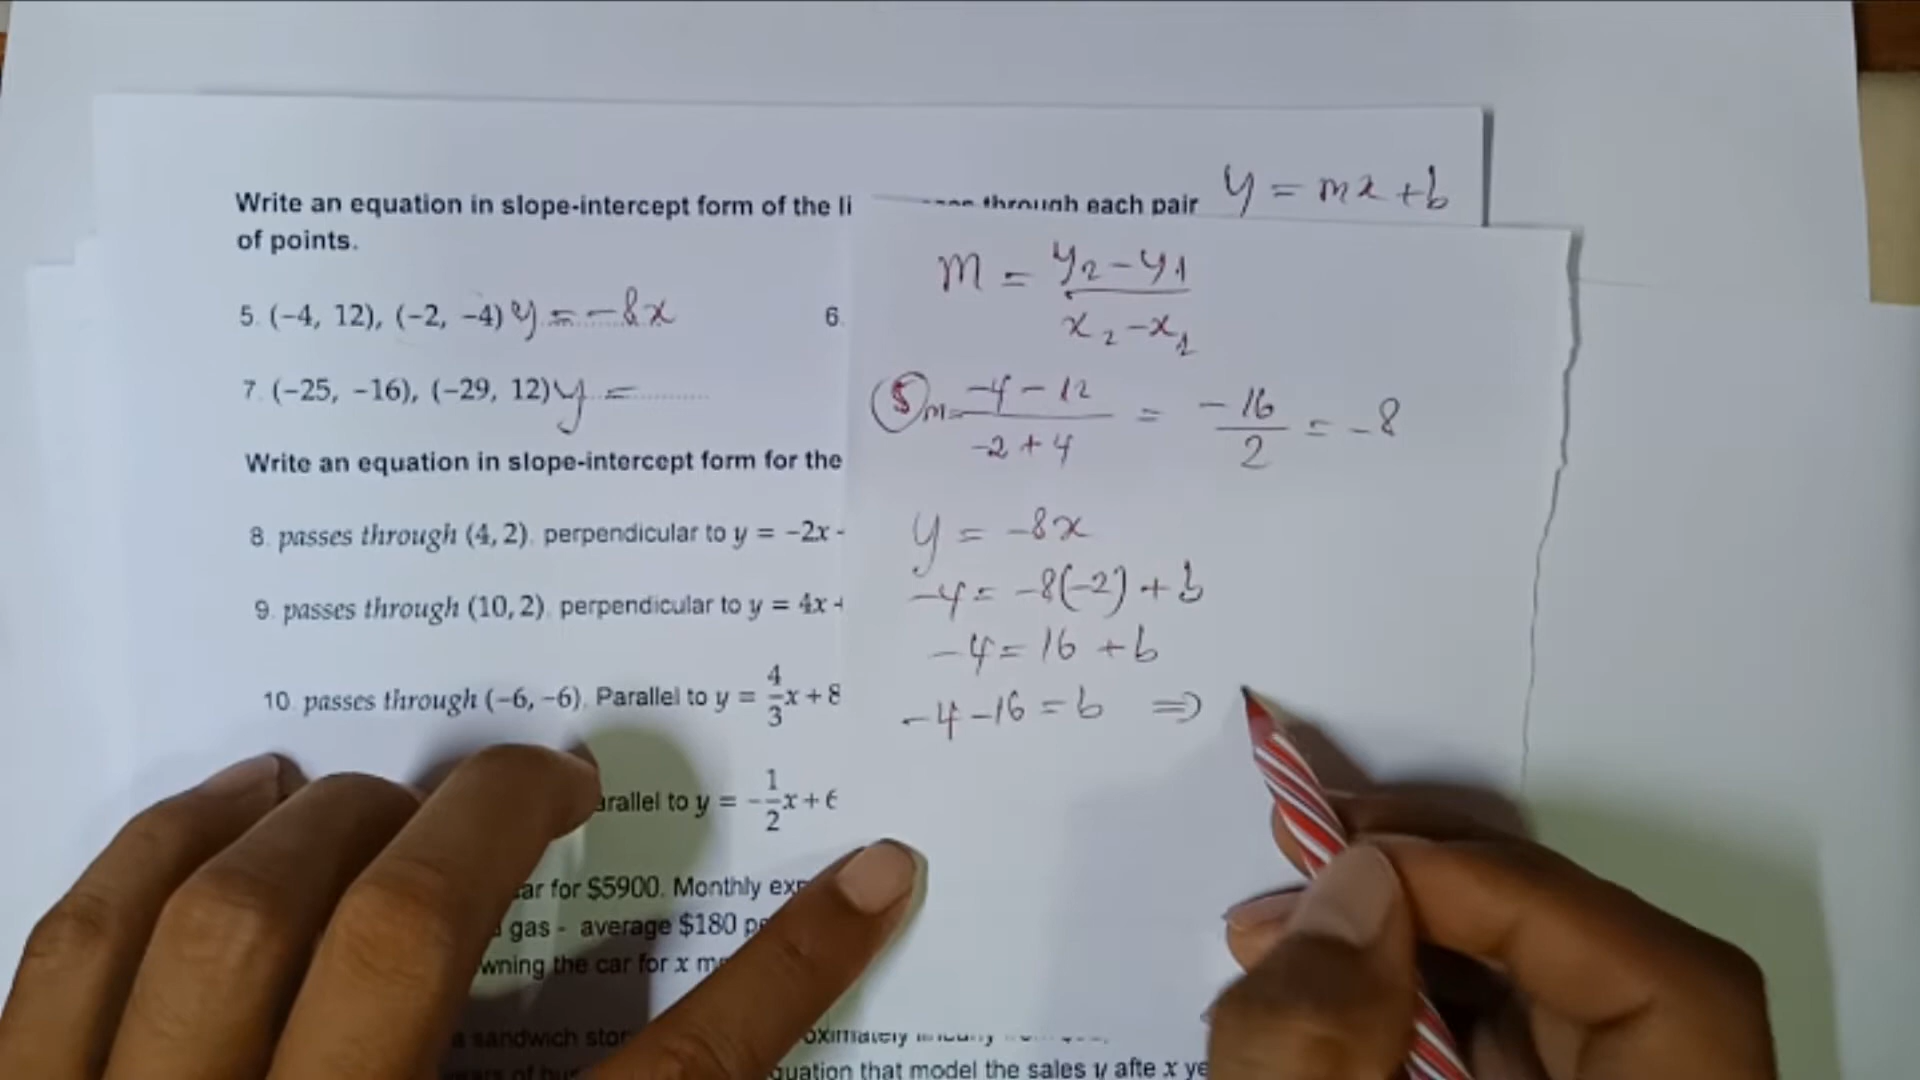 Write an equation in slope-intercept form of the li through each pair y = mx + b
of points.
5. (−4, 12), (−2, −4) y = −8x
6.
7. (−25, −16), (−29, 12) y =
Write an equation in slope-intercept form for the
8. passes through (4, 2). perpendicular to y = −2x -
9. passes through (10, 2). perpendicular to y = 4x
10. passes through (−6, −6). Parallel to y = 4/3 x + 8
arallel to y = −1/2 x + 6
ar for $5900. Monthly exp
gas - average $180 pe
wning the car for x m
a sandwich stor
quation that model the sales y afte x ye
m = y2 − y1 / x2 − x1
5 m = −4 − 12 / −2 + 4 = −16 / 2 = −8
y = −8x
−4 = −8(−2) + b
−4 = 16 + b
−4 − 16 = b ⇒